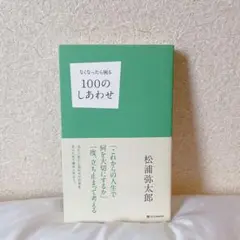 なくなったら困る
100の
しあわせ
松浦弥太郎
「これからの人生で
何を大切にするか」
一度、立ち止まって考える